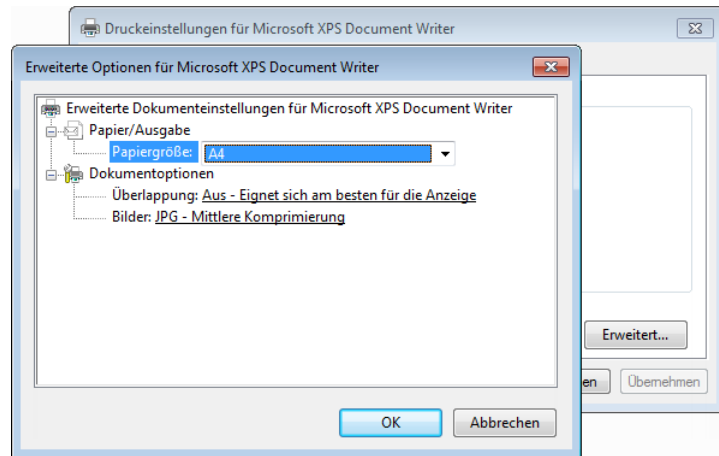 Druckeinstellungen für Microsoft XPS Document Writer
Erweiterte Optionen für Microsoft XPS Document Writer
Erweiterte Dokumenteinstellungen für Microsoft XPS Document Writer
Papier/Ausgabe
Papiergröße: A4
Dokumentoptionen
Überlappung: Aus - Eignet sich am besten für die Anzeige
Bilder: JPG - Mittlere Komprimierung
Erweitert...
en Übernehmen
OK Abbrechen